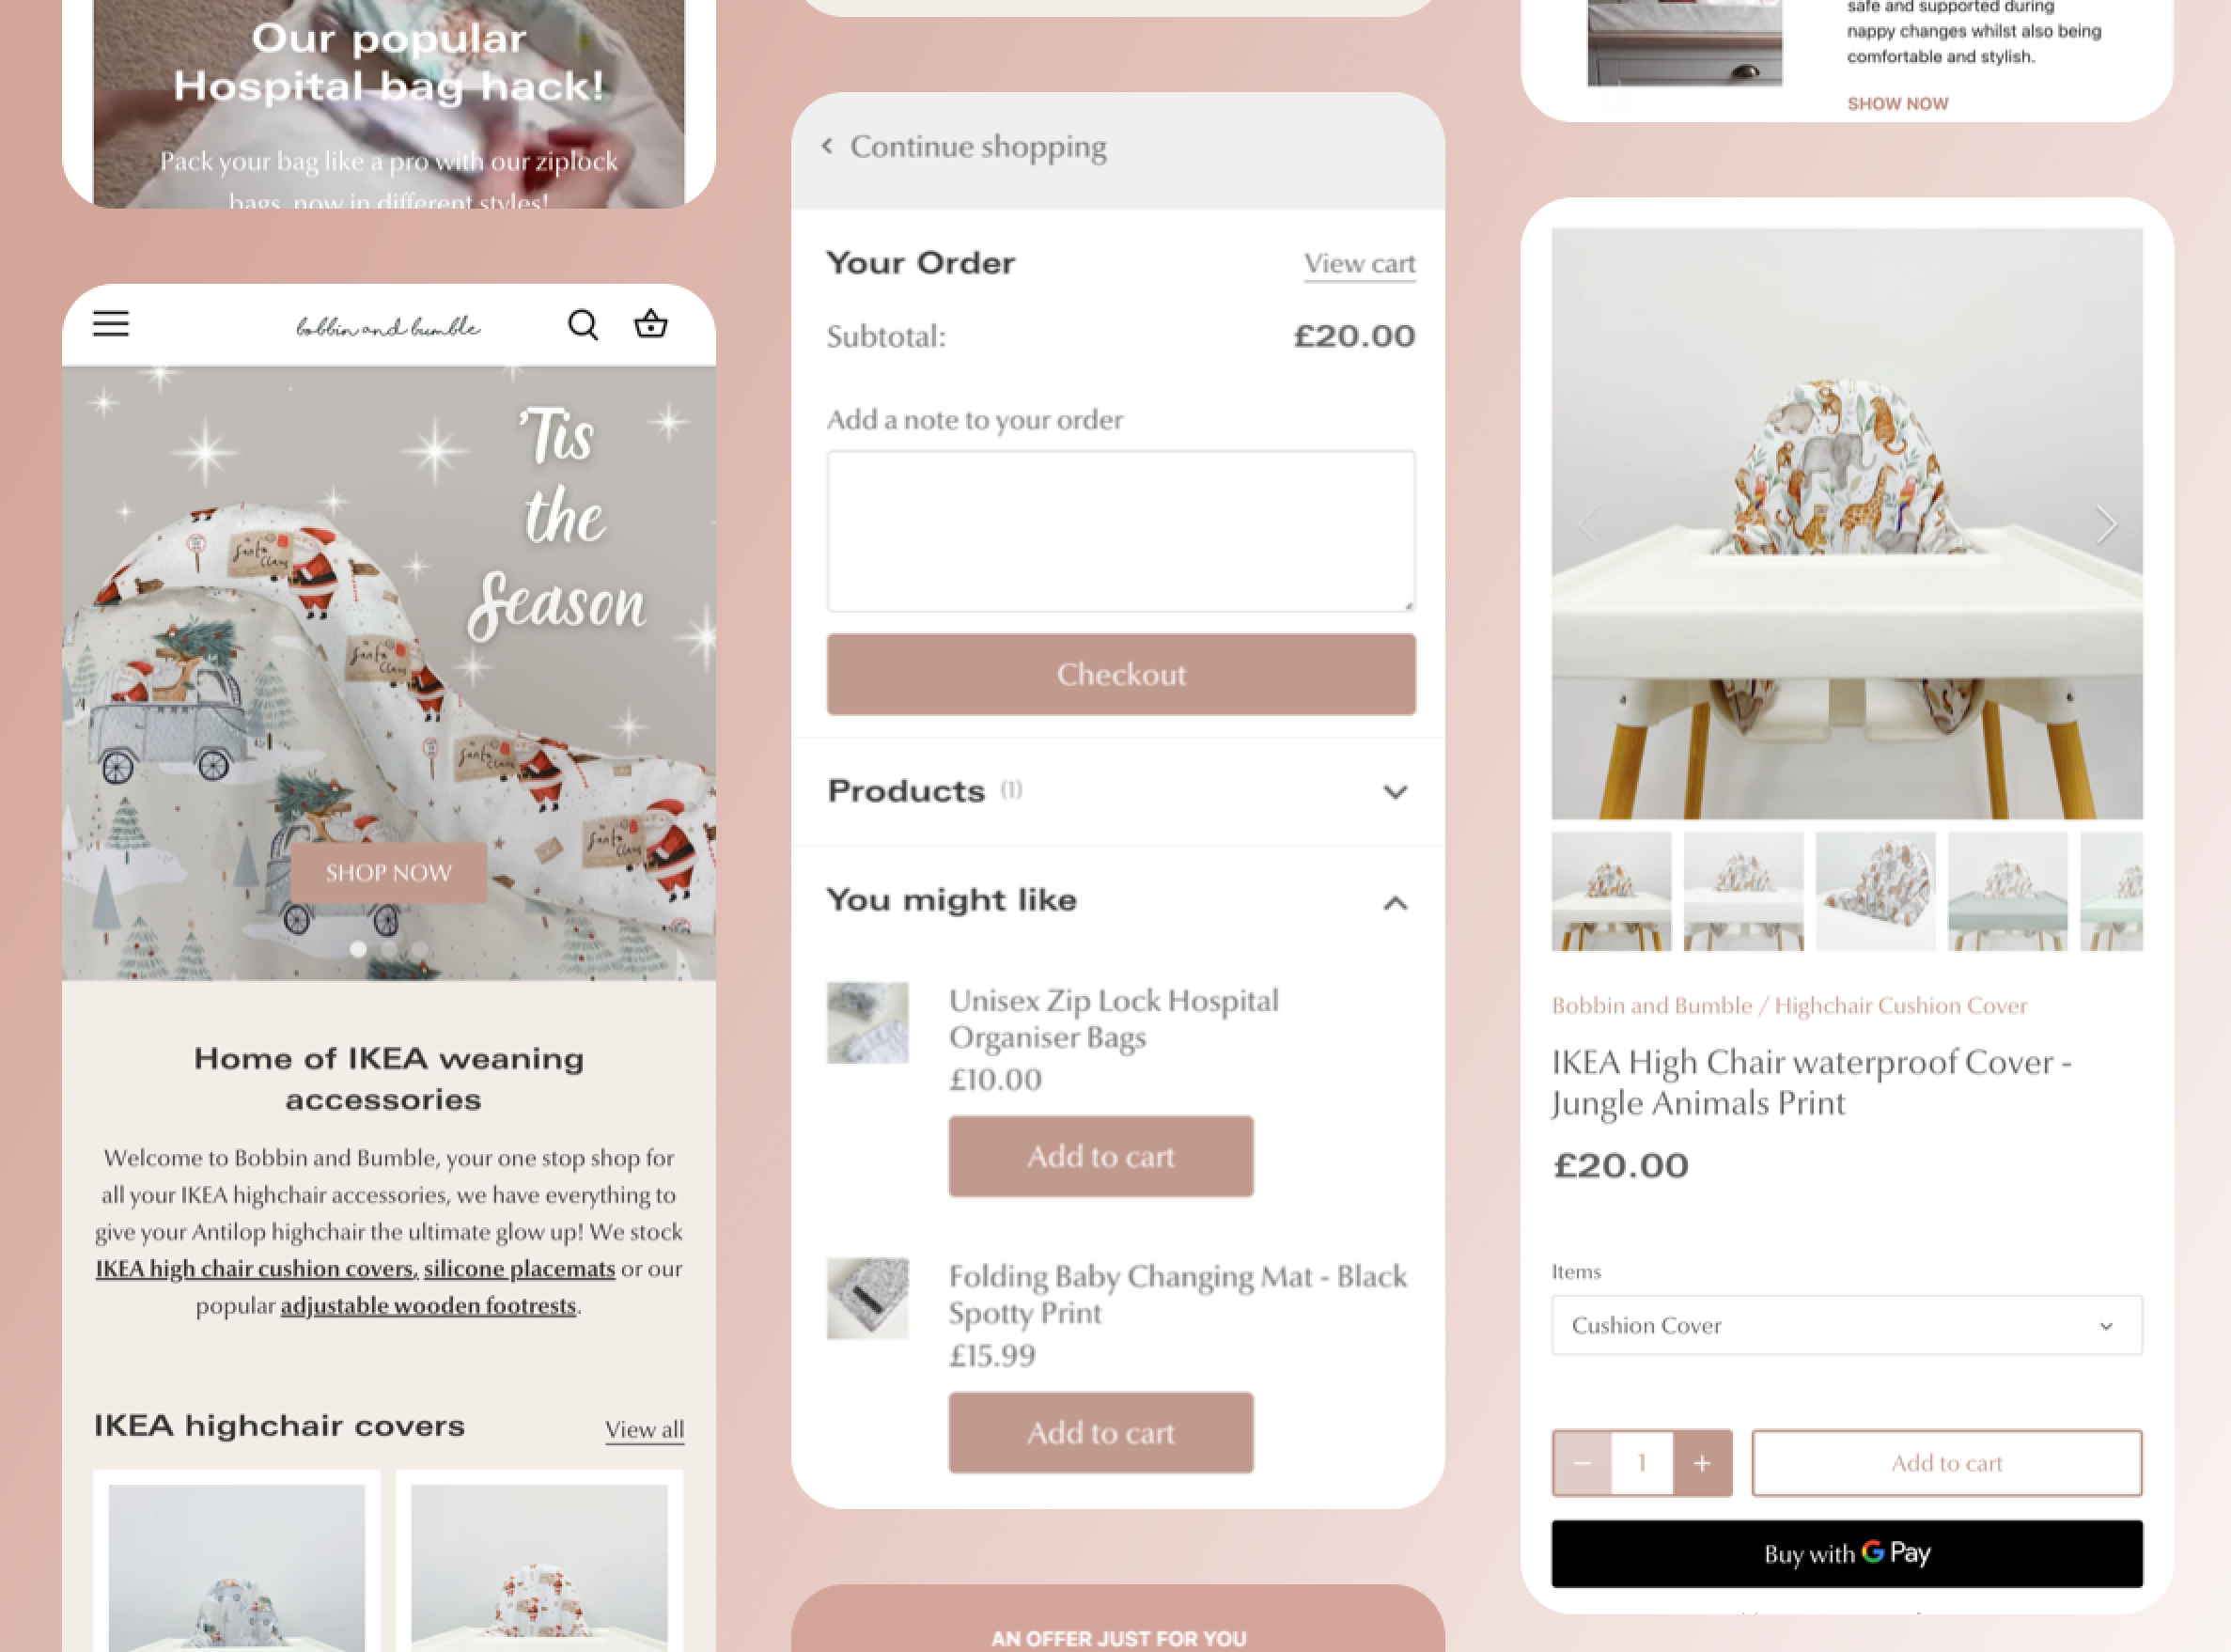 Our popular
Hospital bag hack!
Pack your bag like a pro with our ziplock
bags, now in different styles!
bobbin and bumble
'Tis
the
Season
Santa
Claus
Santa
Claus
Santa
Claus
Santa
Claus
SHOP NOW
Home of IKEA weaning
accessories
Welcome to Bobbin and Bumble, your one stop shop for
all your IKEA highchair accessories, we have everything to
give your Antilop highchair the ultimate glow up! We stock
IKEA high chair cushion covers, silicone placemats or our
popular adjustable wooden footrests.
IKEA highchair covers
View all
Continue shopping
Your Order
View cart
Subtotal:
£20.00
Add a note to your order
Checkout
Products (1)
You might like
Unisex Zip Lock Hospital
Organiser Bags
£10.00
Add to cart
Folding Baby Changing Mat - Black
Spotty Print
£15.99
Add to cart
AN OFFER JUST FOR YOU
safe and supported during
nappy changes whilst also being
comfortable and stylish.
SHOW NOW
Bobbin and Bumble / Highchair Cushion Cover
IKEA High Chair waterproof Cover -
Jungle Animals Print
£20.00
Items
Cushion Cover
− 1 +
Add to cart
Buy with G Pay